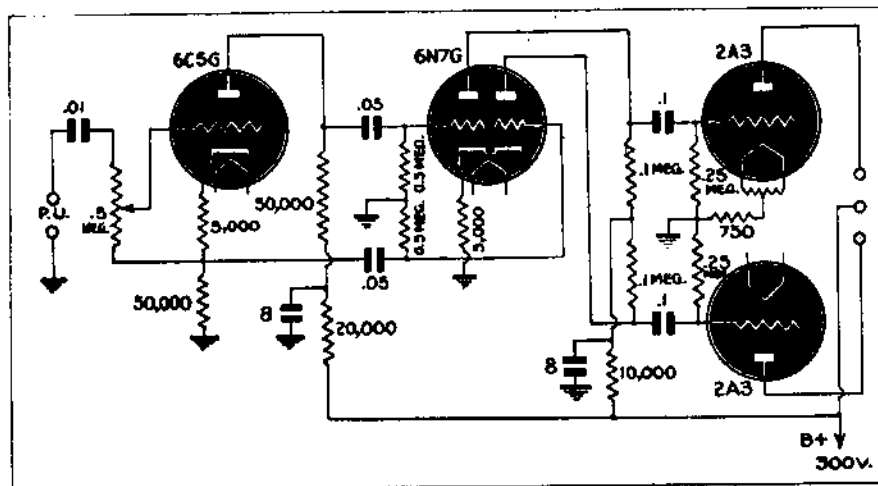 6C5G
6N7G
2A3
.01
.05
.1
P.U.
.5
MEG.
5,000
50,000
0.5 MEG.
0.5 MEG.
5,000
.1 MEG.
.25
MEG.
750
50,000
.05
.1 MEG.
.25
8
20,000
.1
8
10,000
2A3
B+
300V.